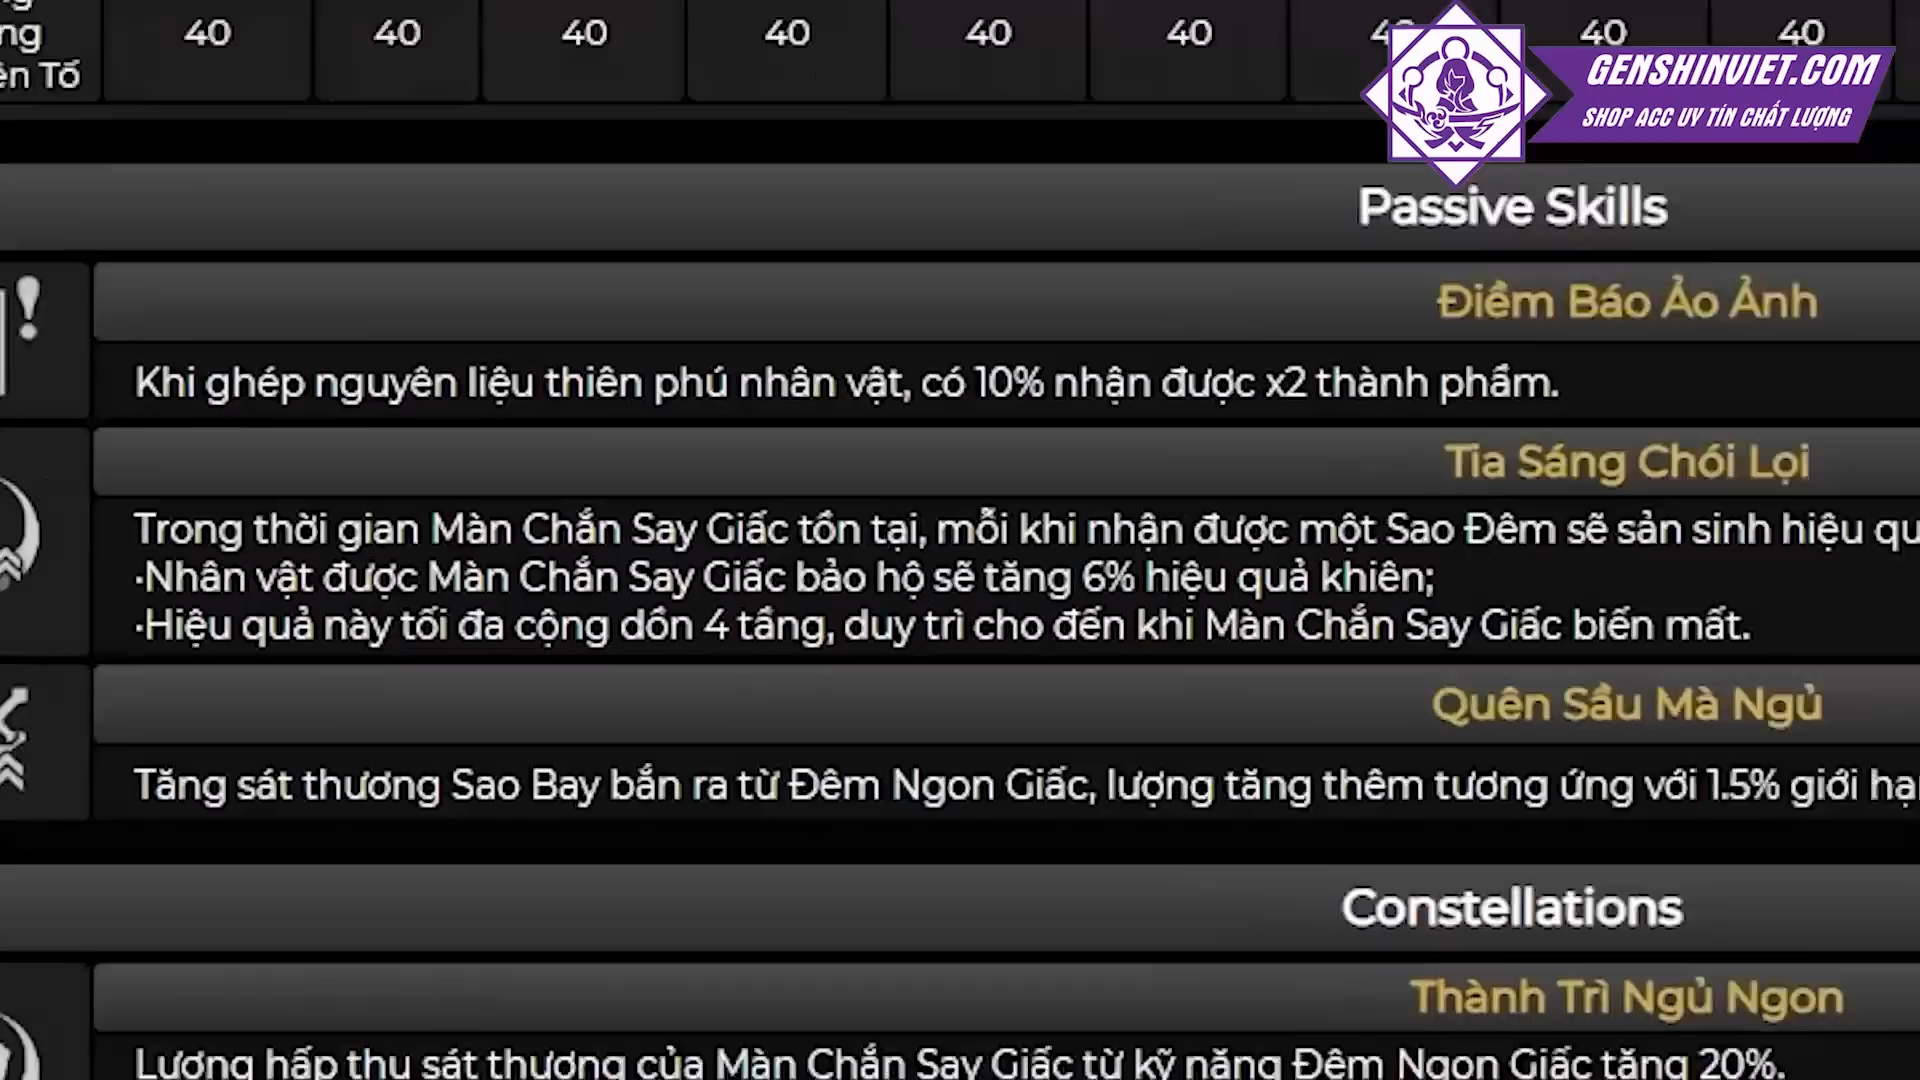 ng
ên Tố
40 40 40 40 40 40 40 40
GENSHINVIET.COM
SHOP ACC UY TÍN CHẤT LƯỢNG
Passive Skills
Điềm Báo Ảo Ảnh
Khi ghép nguyên liệu thiên phú nhân vật, có 10% nhận được x2 thành phẩm.
Tia Sáng Chói Lọi
Trong thời gian Màn Chắn Say Giấc tồn tại, mỗi khi nhận được một Sao Đêm sẽ sản sinh hiệu qu
·Nhân vật được Màn Chắn Say Giấc bảo hộ sẽ tăng 6% hiệu quả khiên;
·Hiệu quả này tối đa cộng dồn 4 tầng, duy trì cho đến khi Màn Chắn Say Giấc biến mất.
Quên Sầu Mà Ngủ
Tăng sát thương Sao Bay bắn ra từ Đêm Ngon Giấc, lượng tăng thêm tương ứng với 1.5% giới hạ
Constellations
Thành Trì Ngủ Ngon
Lượng hấp thụ sát thương của Màn Chắn Say Giấc từ kỹ năng Đêm Ngon Giấc tăng 20%.